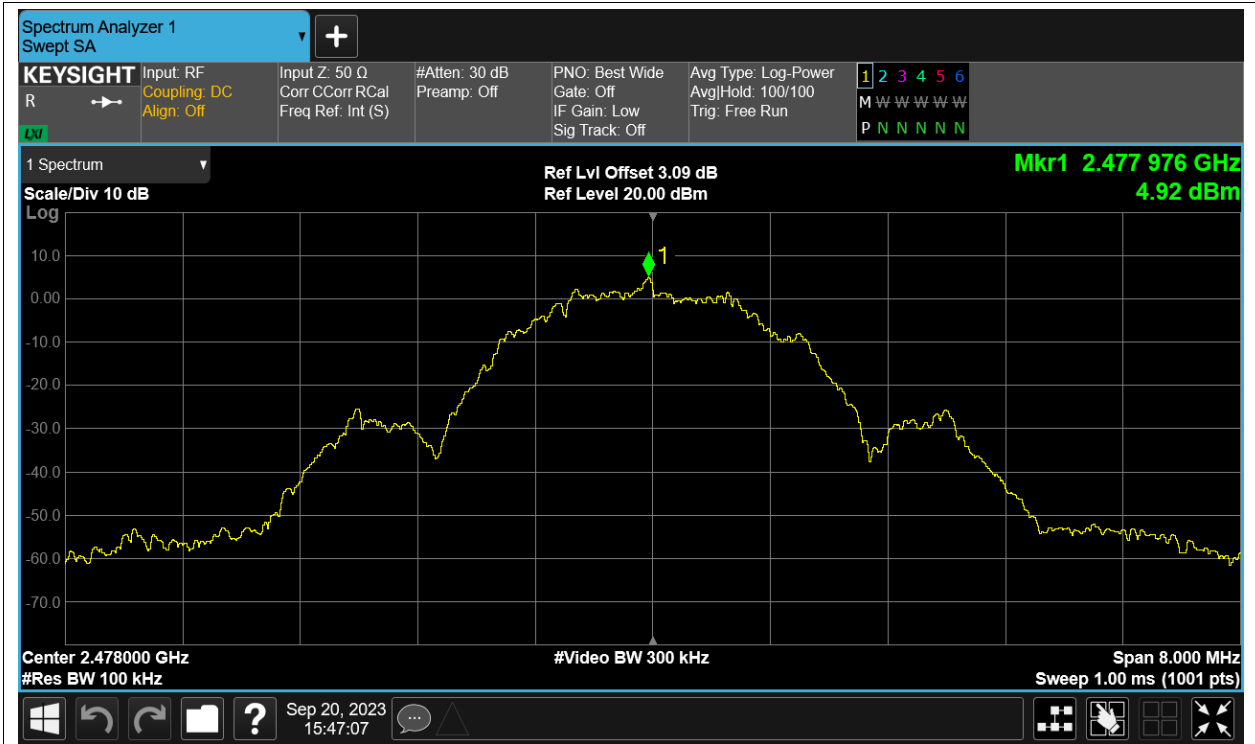 Spectrum Analyzer 1
Swept SA
+
KEYSIGHT
R
LXI
Input: RF
Coupling: DC
Align: Off
Input Z: 50 Ω
Corr CCorr RCal
Freq Ref: Int (S)
#Atten: 30 dB
Preamp: Off
PNO: Best Wide
Gate: Off
IF Gain: Low
Sig Track: Off
Avg Type: Log-Power
Avg|Hold: 100/100
Trig: Free Run
1 2 3 4 5 6
M W W W W W
P N N N N N
1 Spectrum
Scale/Div 10 dB
Log
Ref Lvl Offset 3.09 dB
Ref Level 20.00 dBm
Mkr1 2.477 976 GHz
4.92 dBm
1
10.0
0.00
-10.0
-20.0
-30.0
-40.0
-50.0
-60.0
-70.0
Center 2.478000 GHz
#Res BW 100 kHz
#Video BW 300 kHz
Span 8.000 MHz
Sweep 1.00 ms (1001 pts)
?
Sep 20, 2023
15:47:07